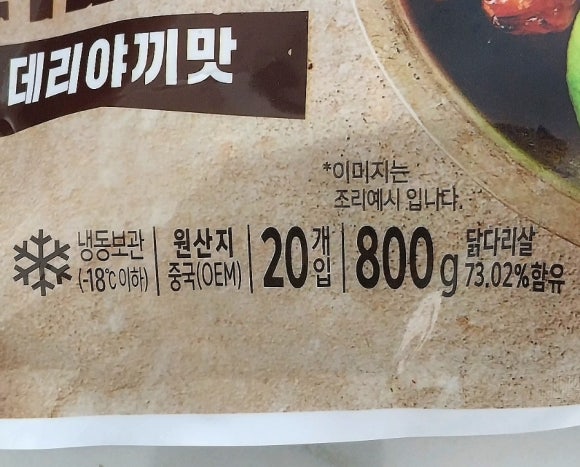 데리야끼맛
*이미지는
조리예시 입니다.
냉동보관
(-18℃ 이하)
원산지
중국(OEM)
20개입
800g
닭다리살
73.02% 함유